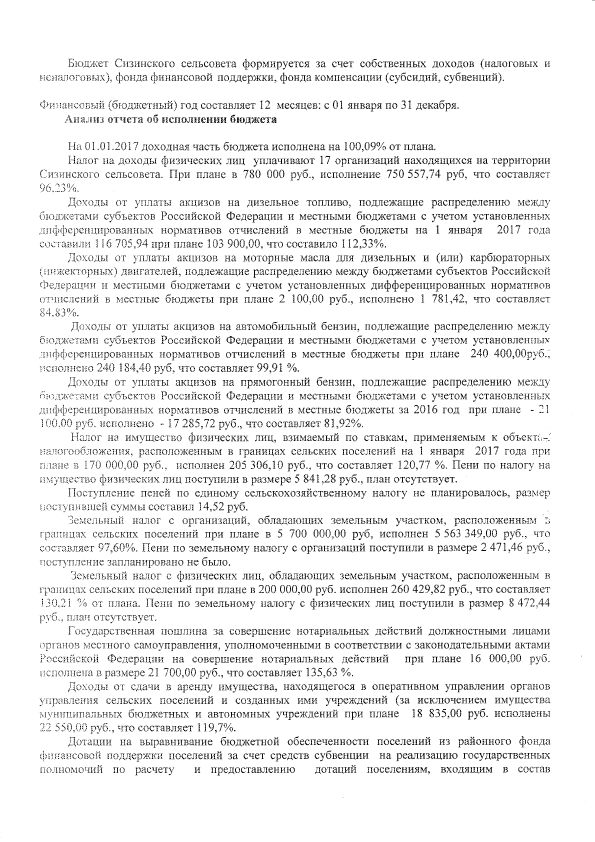 Бюджет Сизинского сельсовета формируется за счет собственных доходов (налоговых и
неналоговых), фонда финансовой поддержки, фонда компенсации (субсидий, субвенций).
Финансовый (бюджетный) год составляет 12 месяцев: с 01 января по 31 декабря.
Анализ отчета об исполнении бюджета
На 01.01.2017 доходная часть бюджета исполнена на 100,09% от плана.
Налог на доходы физических лиц уплачивают 17 организаций находящихся на территории
Сизинского сельсовета. При плане в 780 000 руб., исполнение 750 557,74 руб, что составляет
96.23%.
Доходы от уплаты акцизов на дизельное топливо, подлежащие распределению между
бюджетами субъектов Российской Федерации и местными бюджетами с учетом установленных
дифференцированных нормативов отчислений в местные бюджеты на 1 января 2017 года
составили 116 705,94 при плане 103 900,00, что составило 112,33%.
Доходы от уплаты акцизов на моторные масла для дизельных и (или) карбюраторных
(инжекторных) двигателей, подлежащие распределению между бюджетами субъектов Российской
Федерации и местными бюджетами с учетом установленных дифференцированных нормативов
отчислений в местные бюджеты при плане 2 100,00 руб., исполнено 1 781,42, что составляет
84.83%.
Доходы от уплаты акцизов на автомобильный бензин, подлежащие распределению между
бюджетами субъектов Российской Федерации и местными бюджетами с учетом установленных
дифференцированных нормативов отчислений в местные бюджеты при плане 240 400,00руб.,
исполнено 240 184,40 руб, что составляет 99,91 %.
Доходы от уплаты акцизов на прямогонный бензин, подлежащие распределению между
бюджетами субъектов Российской Федерации и местными бюджетами с учетом установленных
дифференцированных нормативов отчислений в местные бюджеты за 2016 год при плане - 21
100.00 руб. исполнено - 17 285,72 руб., что составляет 81,92%.
Налог на имущество физических лиц, взимаемый по ставкам, применяемым к объектам
налогообложения, расположенным в границах сельских поселений на 1 января 2017 года при
плане в 170 000,00 руб., исполнен 205 306,10 руб., что составляет 120,77 %. Пени по налогу на
имущество физических лиц поступили в размере 5 841,28 руб., план отсутствует.
Поступление пеней по единому сельскохозяйственному налогу не планировалось, размер
поступившей суммы составил 14,52 руб.
Земельный налог с организаций, обладающих земельным участком, расположенным в
границах сельских поселений при плане в 5 700 000,00 руб, исполнен 5 563 349,00 руб., что
составляет 97,60%. Пени по земельному налогу с организаций поступили в размере 2 471,46 руб.,
поступление запланировано не было.
Земельный налог с физических лиц, обладающих земельным участком, расположенным в
границах сельских поселений при плане в 200 000,00 руб. исполнен 260 429,82 руб., что составляет
130,21 % от плана. Пени по земельному налогу с физических лиц поступили в размер 8 472,44
руб., план отсутствует.
Государственная пошлина за совершение нотариальных действий должностными лицами
органов местного самоуправления, уполномоченными в соответствии с законодательными актами
Российской Федерации на совершение нотариальных действий при плане 16 000,00 руб.
исполнена в размере 21 700,00 руб., что составляет 135,63 %.
Доходы от сдачи в аренду имущества, находящегося в оперативном управлении органов
управления сельских поселений и созданных ими учреждений (за исключением имущества
муниципальных бюджетных и автономных учреждений при плане 18 835,00 руб. исполнены
22 550,00 руб., что составляет 119,7%.
Дотации на выравнивание бюджетной обеспеченности поселений из районного фонда
финансовой поддержки поселений за счет средств субвенции на реализацию государственных
полномочий по расчету и предоставлению дотаций поселениям, входящим в состав